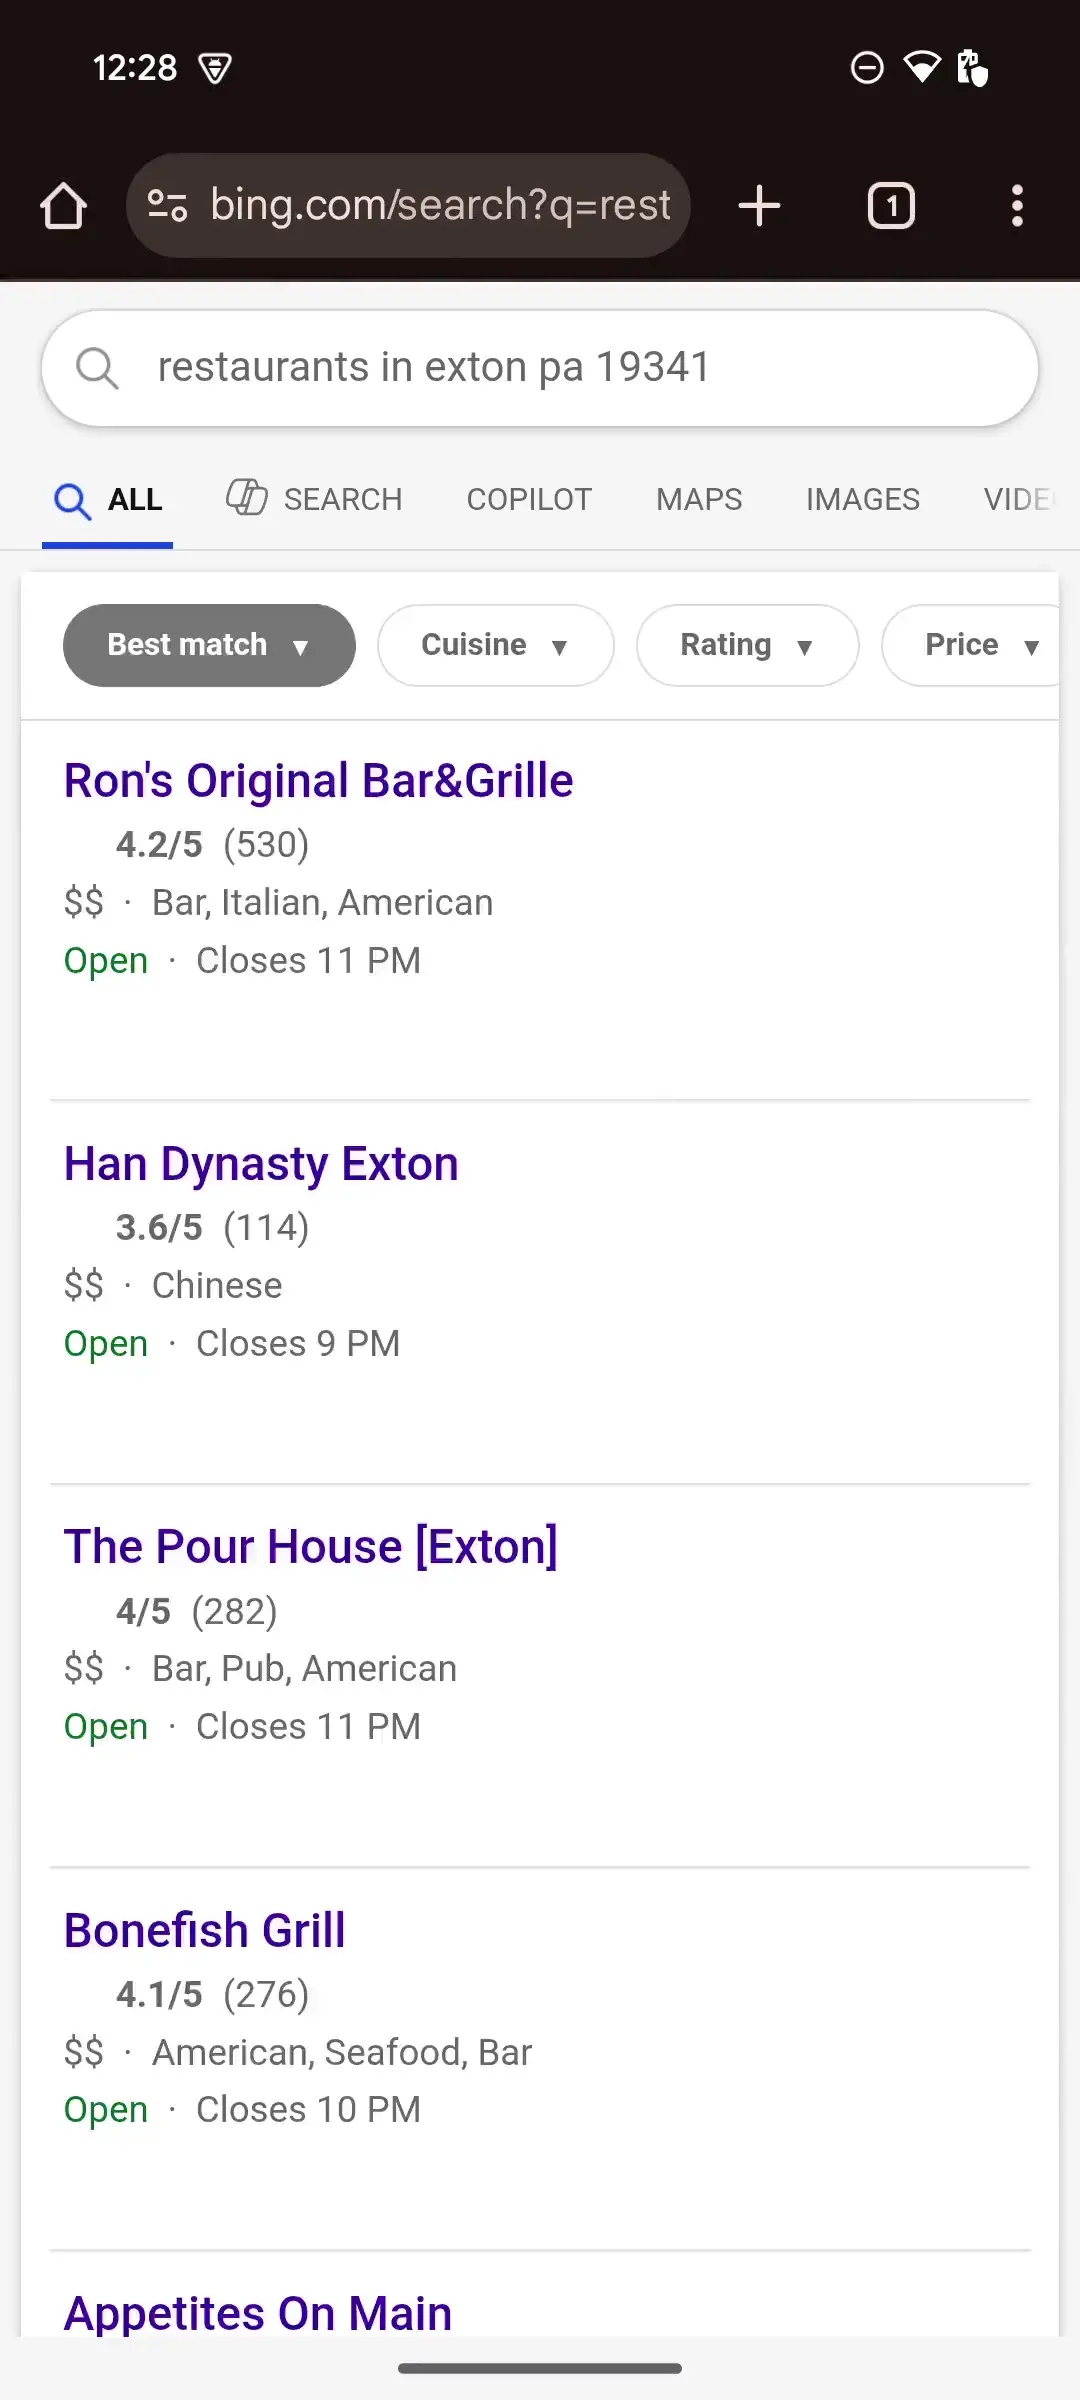 12:28
bing.com/search?q=rest
1
restaurants in exton pa 19341
ALL SEARCH COPILOT MAPS IMAGES VIDE
Best match ▼ Cuisine ▼ Rating ▼ Price ▼
Ron's Original Bar&Grille
4.2/5 (530)
$$ · Bar, Italian, American
Open · Closes 11 PM
Han Dynasty Exton
3.6/5 (114)
$$ · Chinese
Open · Closes 9 PM
The Pour House [Exton]
4/5 (282)
$$ · Bar, Pub, American
Open · Closes 11 PM
Bonefish Grill
4.1/5 (276)
$$ · American, Seafood, Bar
Open · Closes 10 PM
Appetites On Main